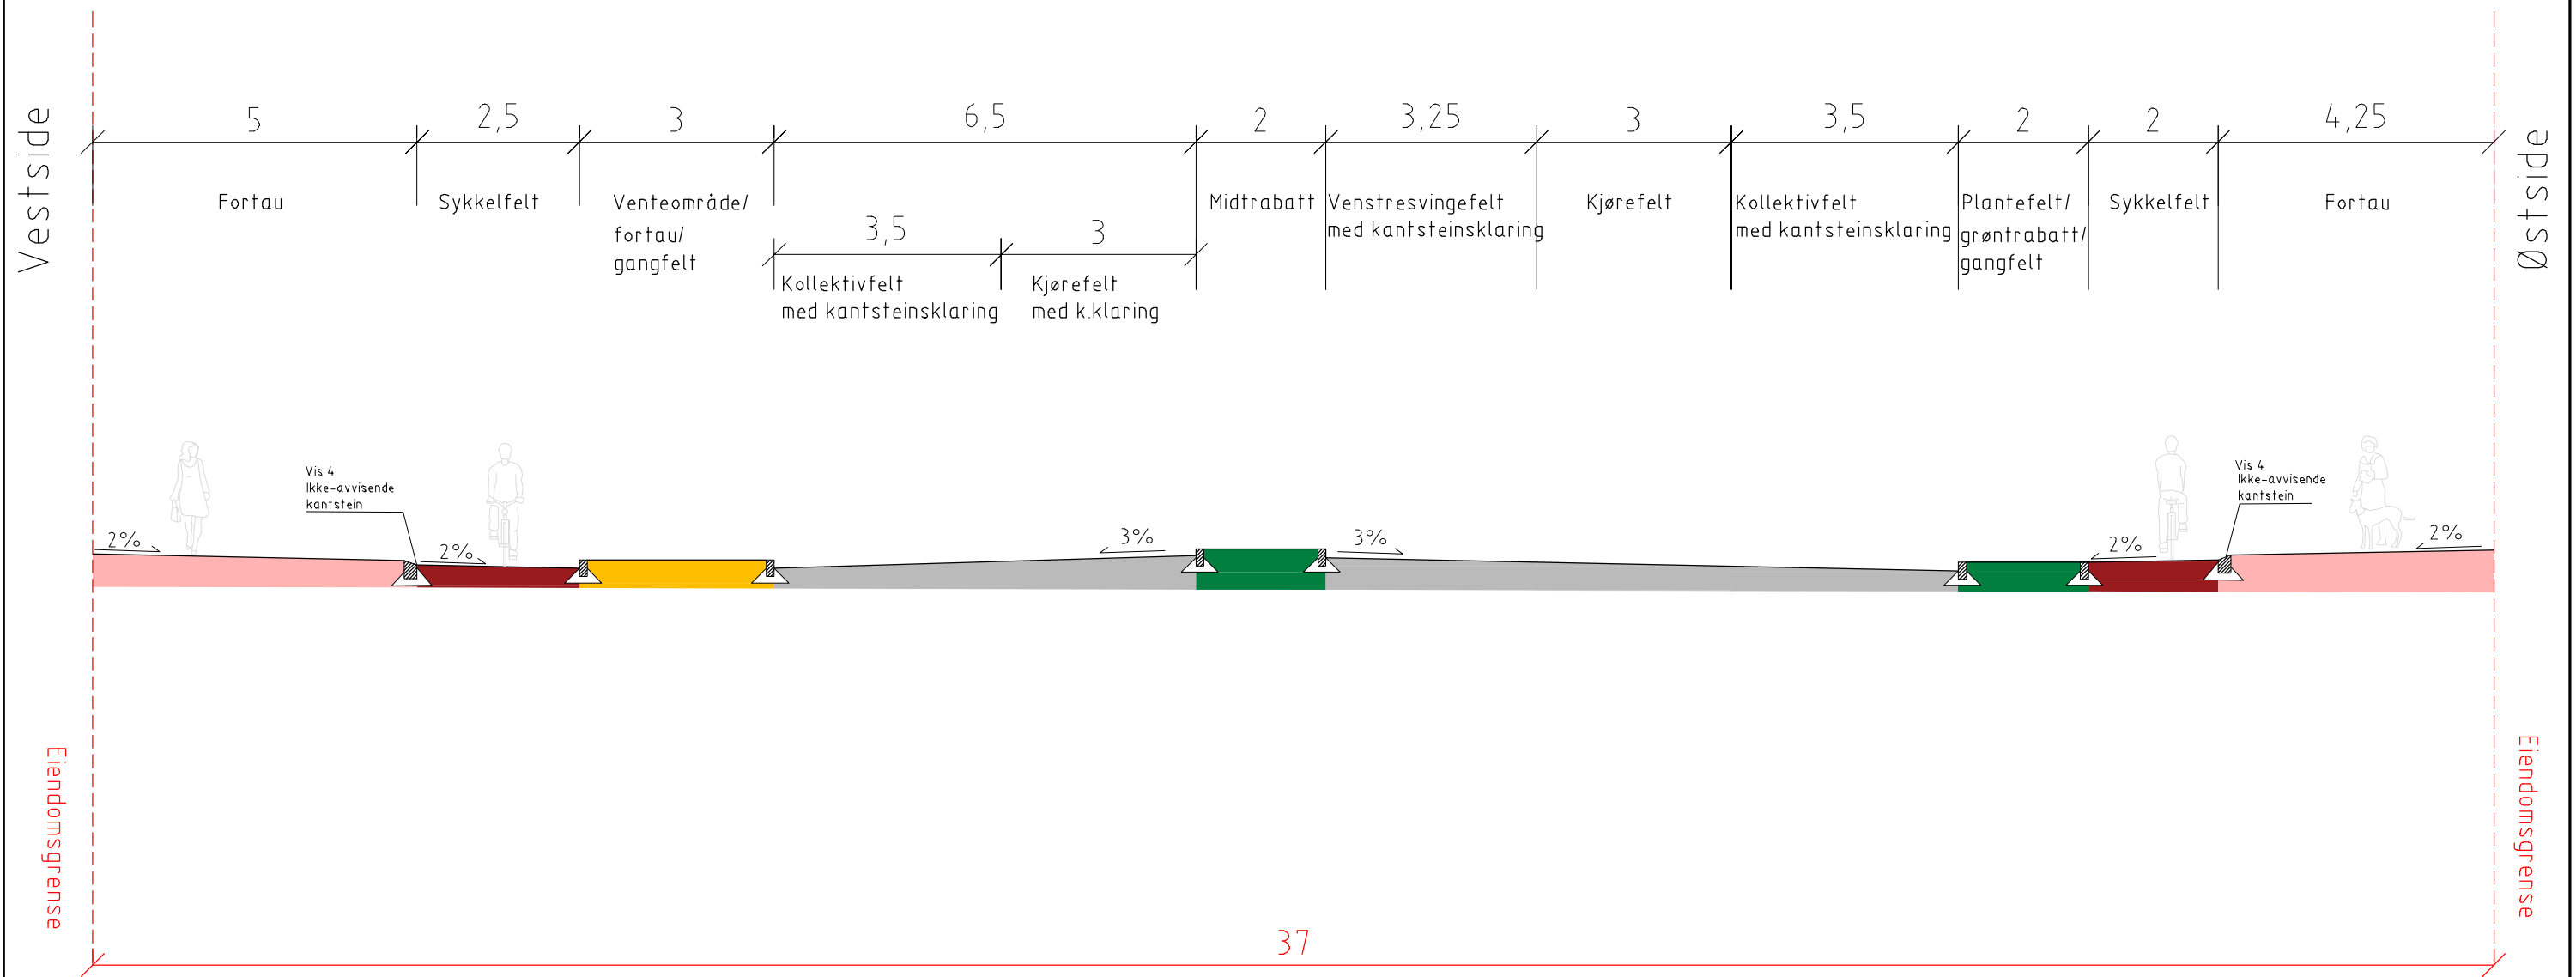 Vestside
Østside
5
2,5
3
6,5
2
3,25
3
3,5
2
2
4,25
Fortau
Sykkelfelt
Venteområde/
fortau/
gangfelt
3,5
3
Kollektivfelt
med kantsteinsklaring
Kjørefelt
med k.klaring
Midtrabatt
Venstresvingefelt
med kantsteinsklaring
Kjørefelt
Kollektivfelt
med kantsteinsklaring
Plantefelt/
grøntrabatt/
gangfelt
Sykkelfelt
Fortau
Vis 4
Ikke-avvisende
kantstein
Vis 4
Ikke-avvisende
kantstein
2%
2%
3%
3%
2%
2%
Eiendomsgrense
Eiendomsgrense
37